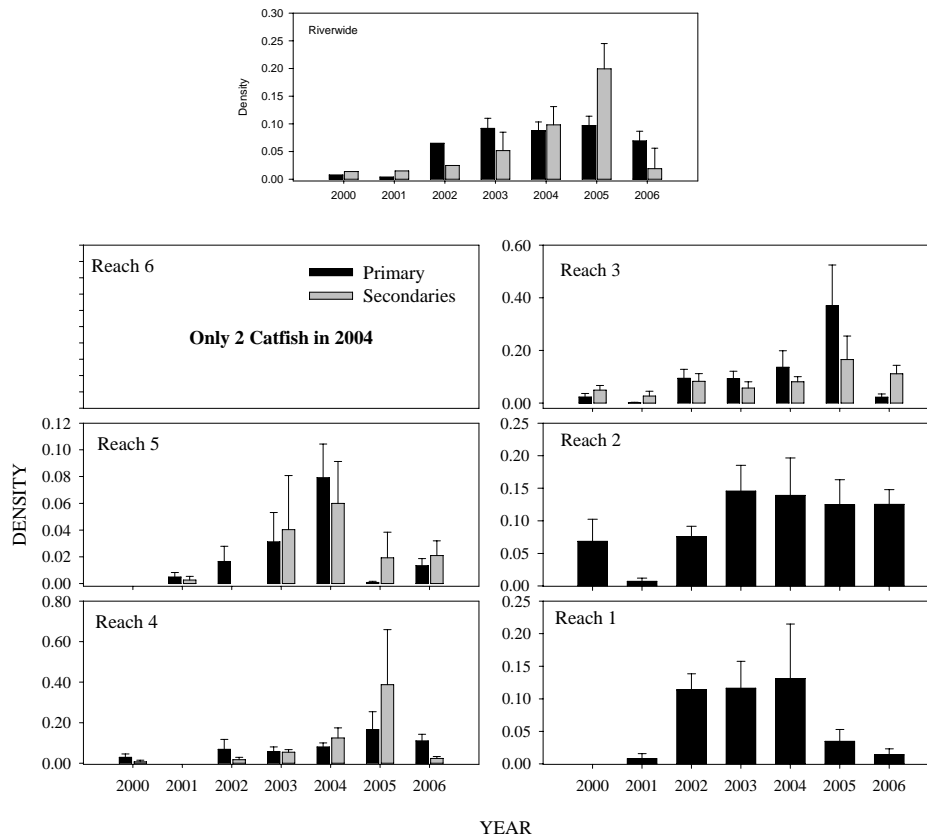 Riverwide
Density
0.30
0.25
0.20
0.15
0.10
0.05
0.00
2000 2001 2002 2003 2004 2005 2006
Reach 6
Primary
Secondaries
Only 2 Catfish in 2004
Reach 3
0.60
0.40
0.20
0.00
DENSITY
Reach 5
0.12
0.10
0.08
0.06
0.04
0.02
0.00
Reach 2
0.25
0.20
0.15
0.10
0.05
0.00
Reach 4
0.80
0.60
0.40
0.20
0.00
2000 2001 2002 2003 2004 2005 2006
Reach 1
0.25
0.20
0.15
0.10
0.05
0.00
2000 2001 2002 2003 2004 2005 2006
YEAR